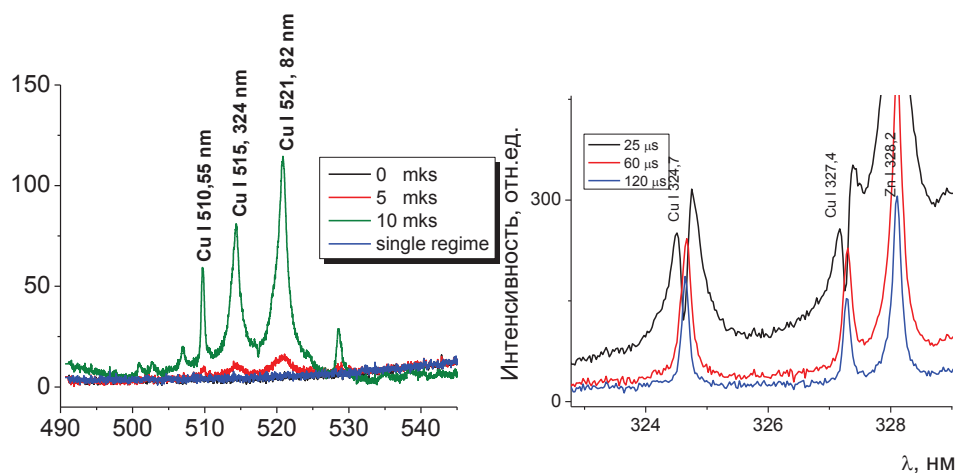 150
100
50
0
490
500
510
520
530
540
Cu I 510,55 nm
Cu I 515, 324 nm
Cu I 521, 82 nm
0 mks
5 mks
10 mks
single regime
Интенсивность, отн.ед.
300
0
324
326
328
λ, нм
25 μs
60 μs
120 μs
Cu I 324,7
Cu I 327,4
Zn I 328,2